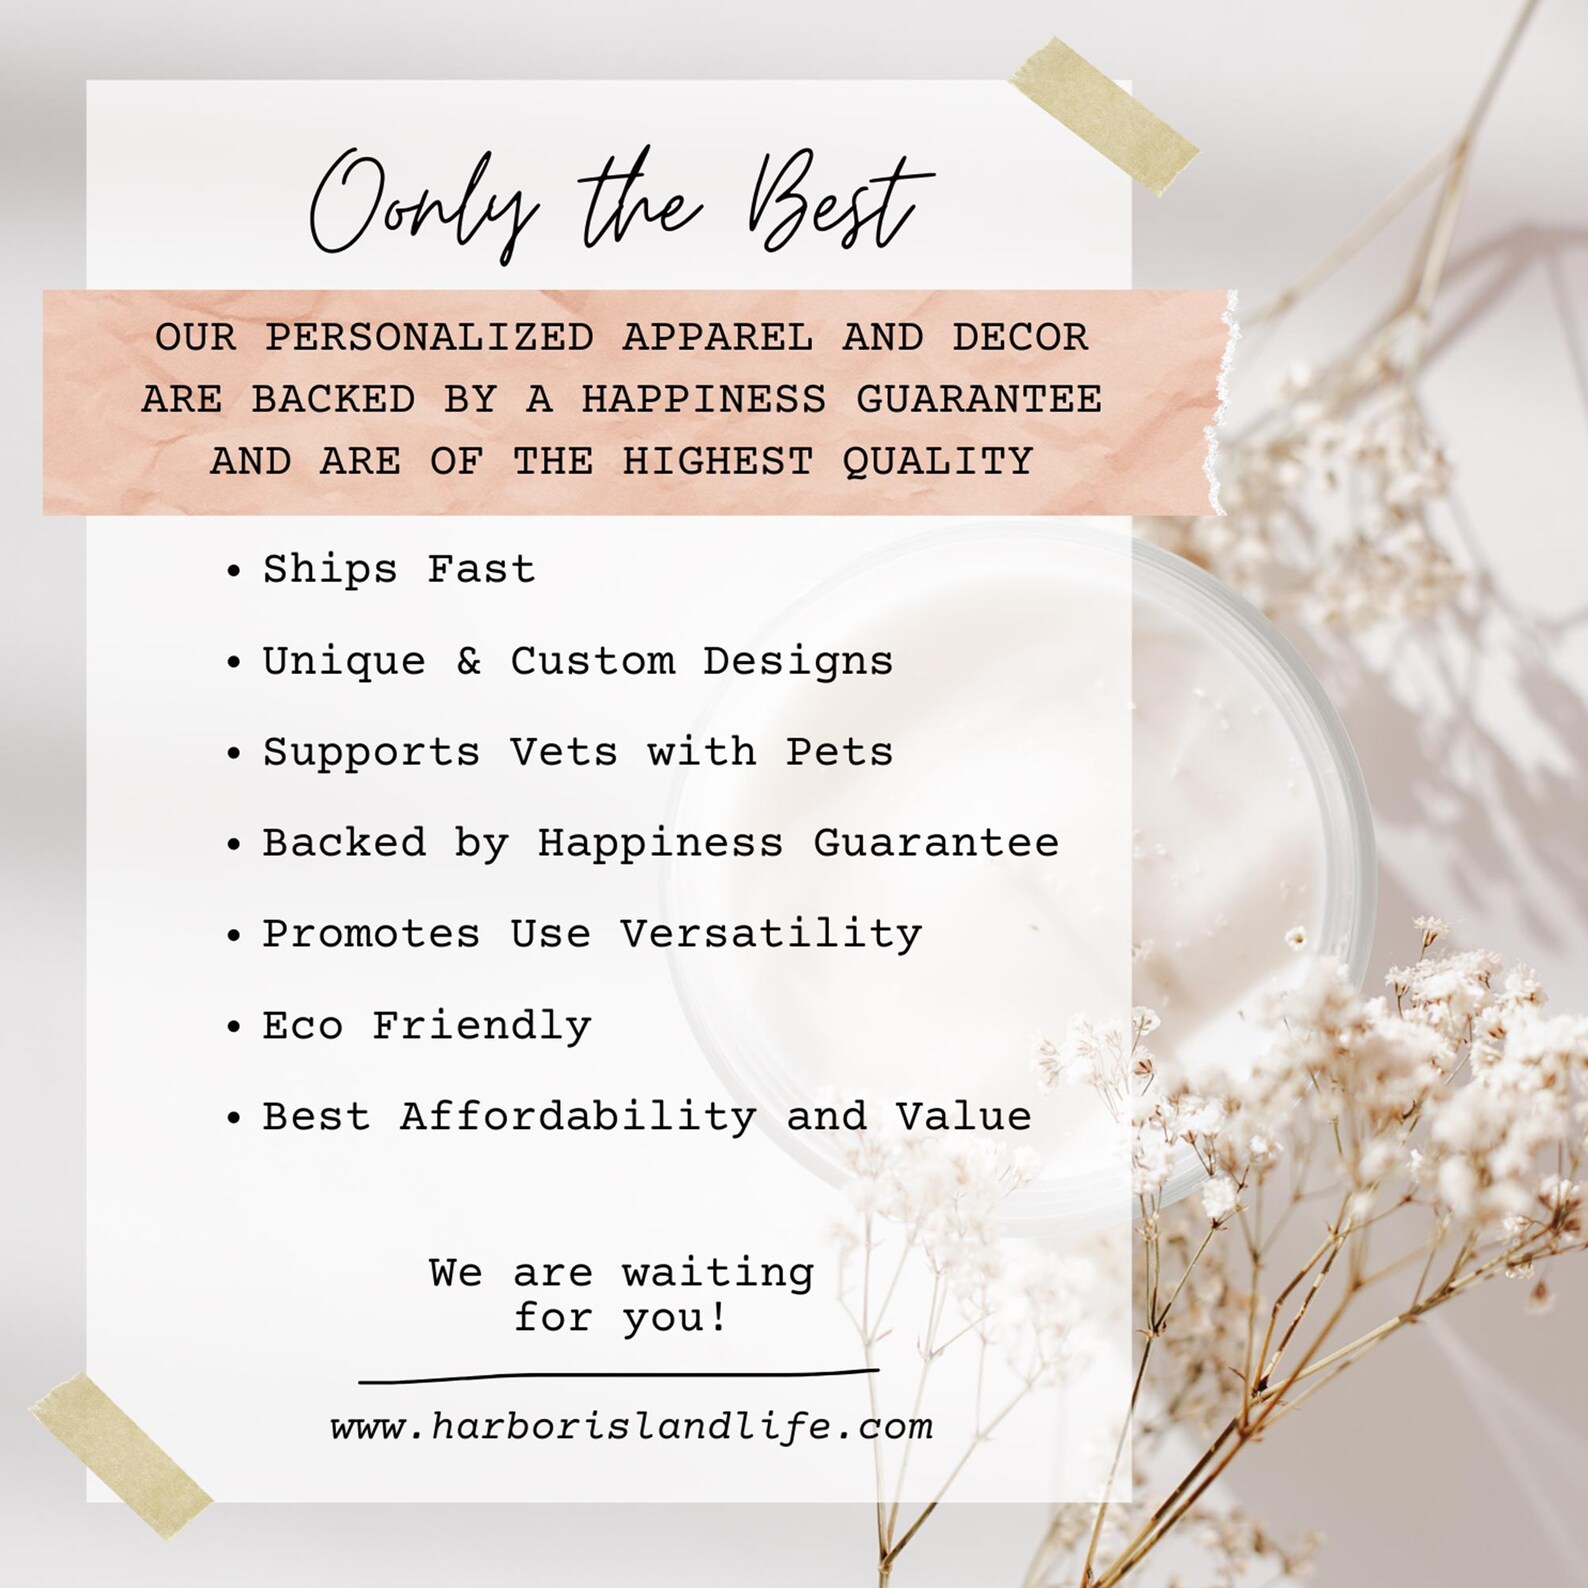 Oonly the Best
OUR PERSONALIZED APPAREL AND DECOR
ARE BACKED BY A HAPPINESS GUARANTEE
AND ARE OF THE HIGHEST QUALITY
• Ships Fast
• Unique & Custom Designs
• Supports Vets with Pets
• Backed by Happiness Guarantee
• Promotes Use Versatility
• Eco Friendly
• Best Affordability and Value
We are waiting
for you!
www.harborislandlife.com